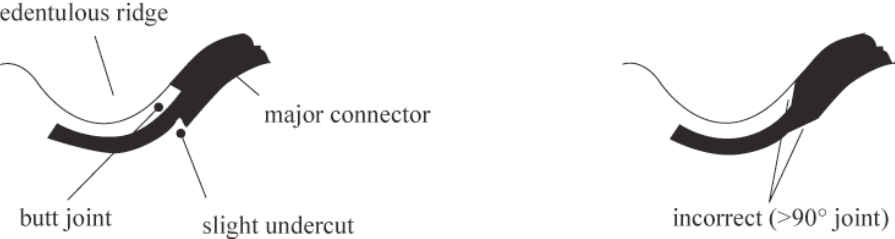 edentulous ridge
major connector
butt joint
slight undercut
incorrect (>90° joint)